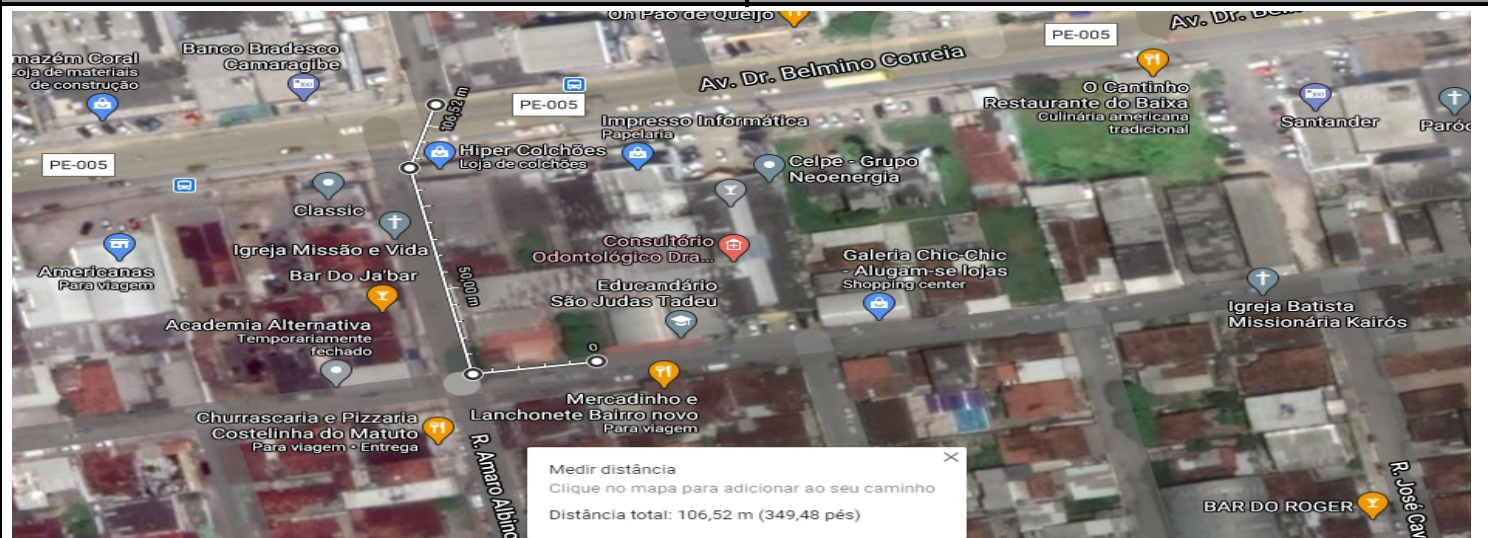 Oh Pão de Queijo
Av. Dr.
PE-005
Banco Bradesco
Camaragibe
mazém Coral
Loja de materiais
de construção
Av. Dr. Belmino Correia
PE-005
O Cantinho
Restaurante do Baixa
Culinária americana
tradicional
Santander
Paróc
106,52 m
Impresso Informática
Papelaria
Hiper Colchões
Loja de colchões
PE-005
Celpe - Grupo
Neoenergia
Classic
Igreja Missão e Vida
Consultório
Odontológico Dra...
Americanas
Para viagem
Bar Do Ja'bar
50,00 m
Educandário
São Judas Tadeu
Galeria Chic-Chic
- Alugam-se lojas
Shopping center
Igreja Batista
Missionária Kairós
Academia Alternativa
Temporariamente
fechado
0
Mercadinho e
Lanchonete Bairro novo
Para viagem
Churrascaria e Pizzaria
Costelinha do Matuto
Para viagem - Entrega
R. Amaro Albino
R. José Cav
BAR DO ROGER
Medir distância
Clique no mapa para adicionar ao seu caminho
Distância total: 106,52 m (349,48 pés)